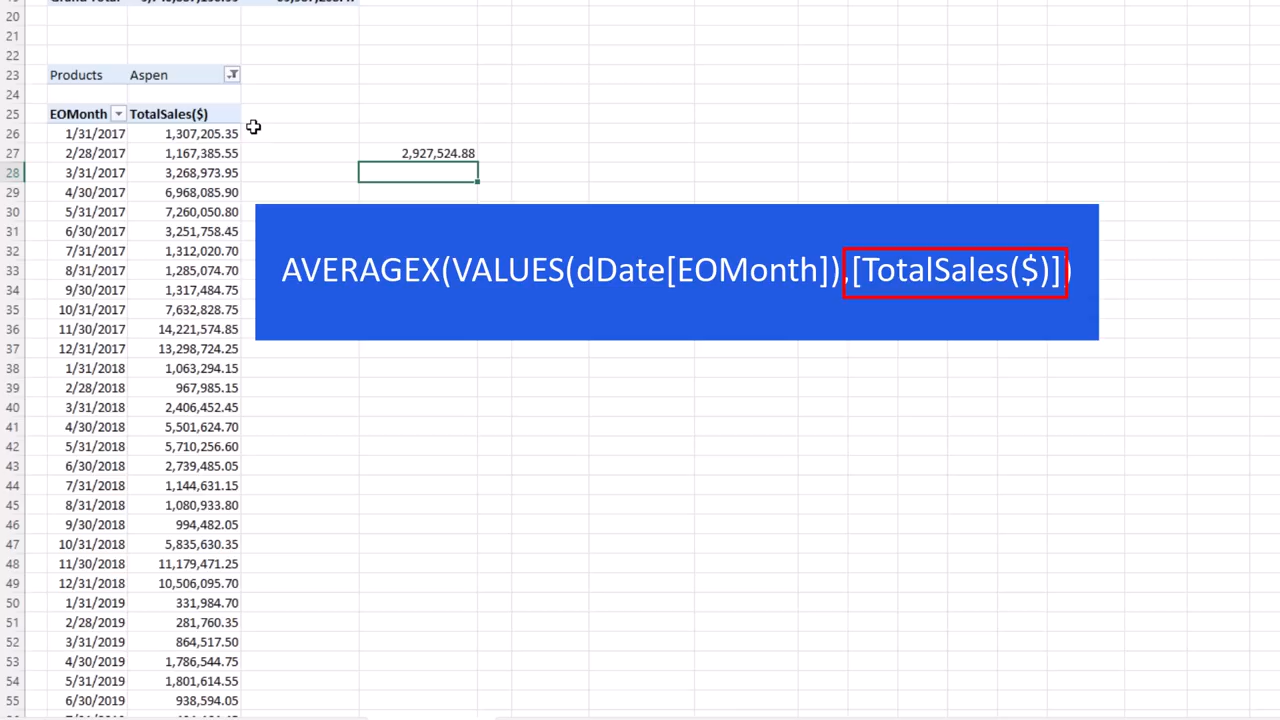 20
21
22
23 Products Aspen
24
25 EOMonth TotalSales($)
26 1/31/2017 1,307,205.35
27 2/28/2017 1,167,385.55 2,927,524.88
28 3/31/2017 3,268,973.95
29 4/30/2017 6,968,085.90
30 5/31/2017 7,260,050.80
31 6/30/2017 3,251,758.45
32 7/31/2017 1,312,020.70
33 8/31/2017 1,285,074.70
34 9/30/2017 1,317,484.75
35 10/31/2017 7,632,828.75
36 11/30/2017 14,221,574.85
37 12/31/2017 13,298,724.25
AVERAGEX(VALUES(dDate[EOMonth]),[TotalSales($)])
38 1/31/2018 1,063,294.15
39 2/28/2018 967,985.15
40 3/31/2018 2,406,452.45
41 4/30/2018 5,501,624.70
42 5/31/2018 5,710,256.60
43 6/30/2018 2,739,485.05
44 7/31/2018 1,144,631.15
45 8/31/2018 1,080,933.80
46 9/30/2018 994,482.05
47 10/31/2018 5,835,630.35
48 11/30/2018 11,179,471.25
49 12/31/2018 10,506,095.70
50 1/31/2019 331,984.70
51 2/28/2019 281,760.35
52 3/31/2019 864,517.50
53 4/30/2019 1,786,544.75
54 5/31/2019 1,801,614.55
55 6/30/2019 938,594.05